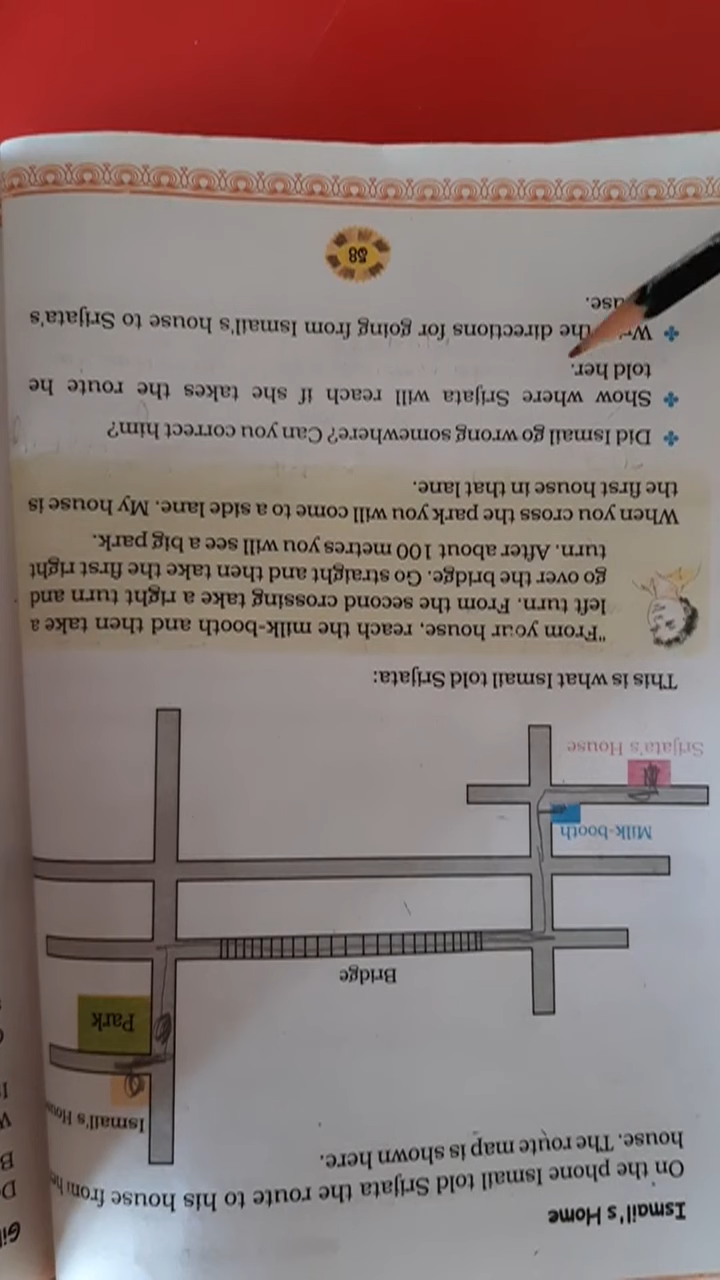 Ismail's Home
On the phone Ismail told Srijata the route to his house from
house. The route map is shown here.
Ismail's
Park
Bridge
Milk-booth
Srijata's House
This is what Ismail told Srijata:
"From your house, reach the milk-booth and then take a
left turn. From the second crossing take a right turn and
go over the bridge. Go straight and then take the first right
turn. After about 100 metres you will see a big park.
When you cross the park you will come to a side lane. My house is
the first house in that lane.
✤ Did Ismail go wrong somewhere? Can you correct him?
✤ Show where Srijata will reach if she takes the route he
told her.
✤ the directions for going from Ismail's house to Srijata's
58